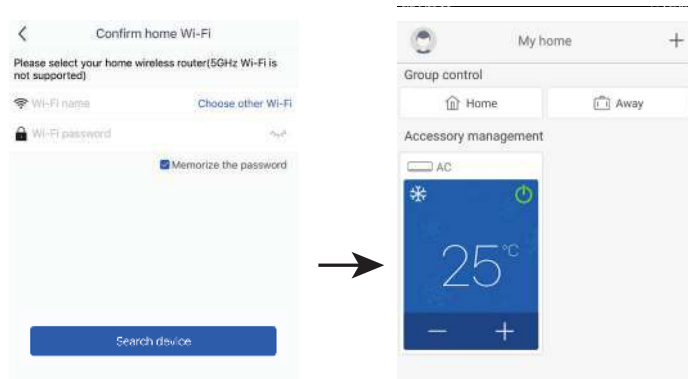 Confirm home Wi-Fi
Please select your home wireless router(5GHz Wi-Fi is
not supported)
Wi-Fi name
Choose other Wi-Fi
Wi-Fi password
Memorize the password
Search device
My home
Group control
Home
Away
Accessory management
AC
25°C